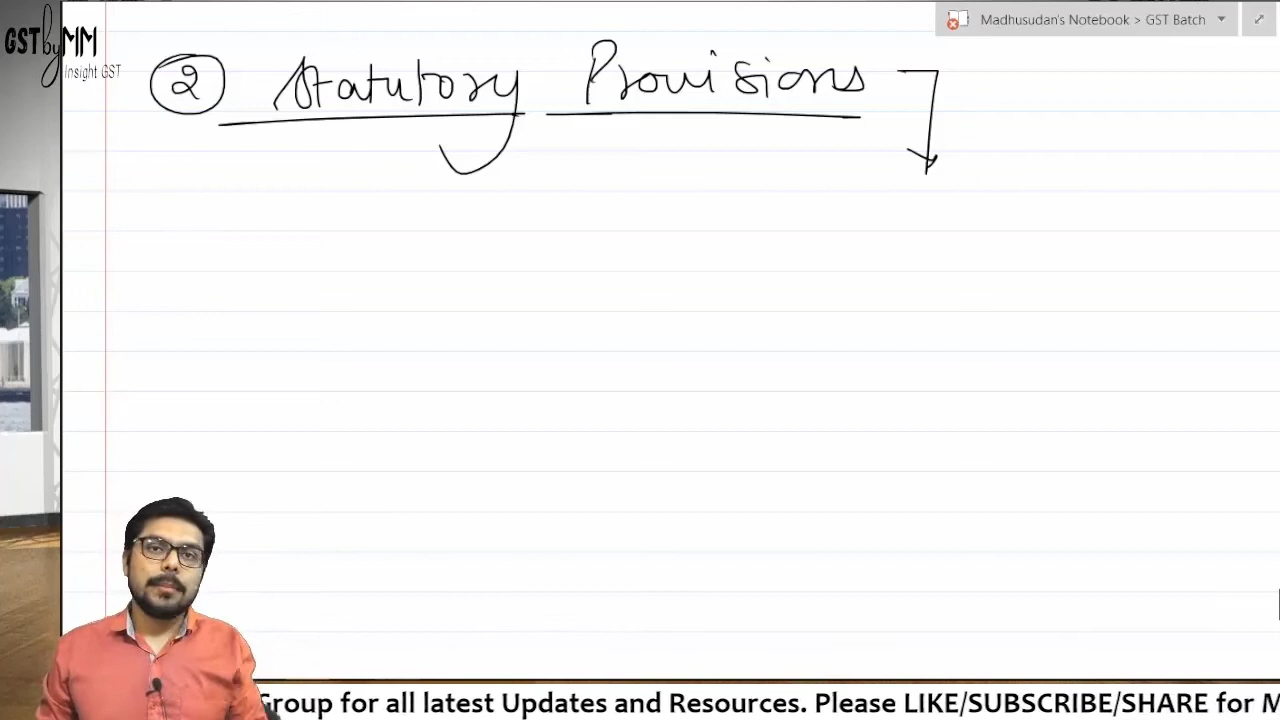 GST by MM
Insight GST
Madhusudan's Notebook > GST Batch
② Statutory Provisions
Group for all latest Updates and Resources. Please LIKE/SUBSCRIBE/SHARE for M